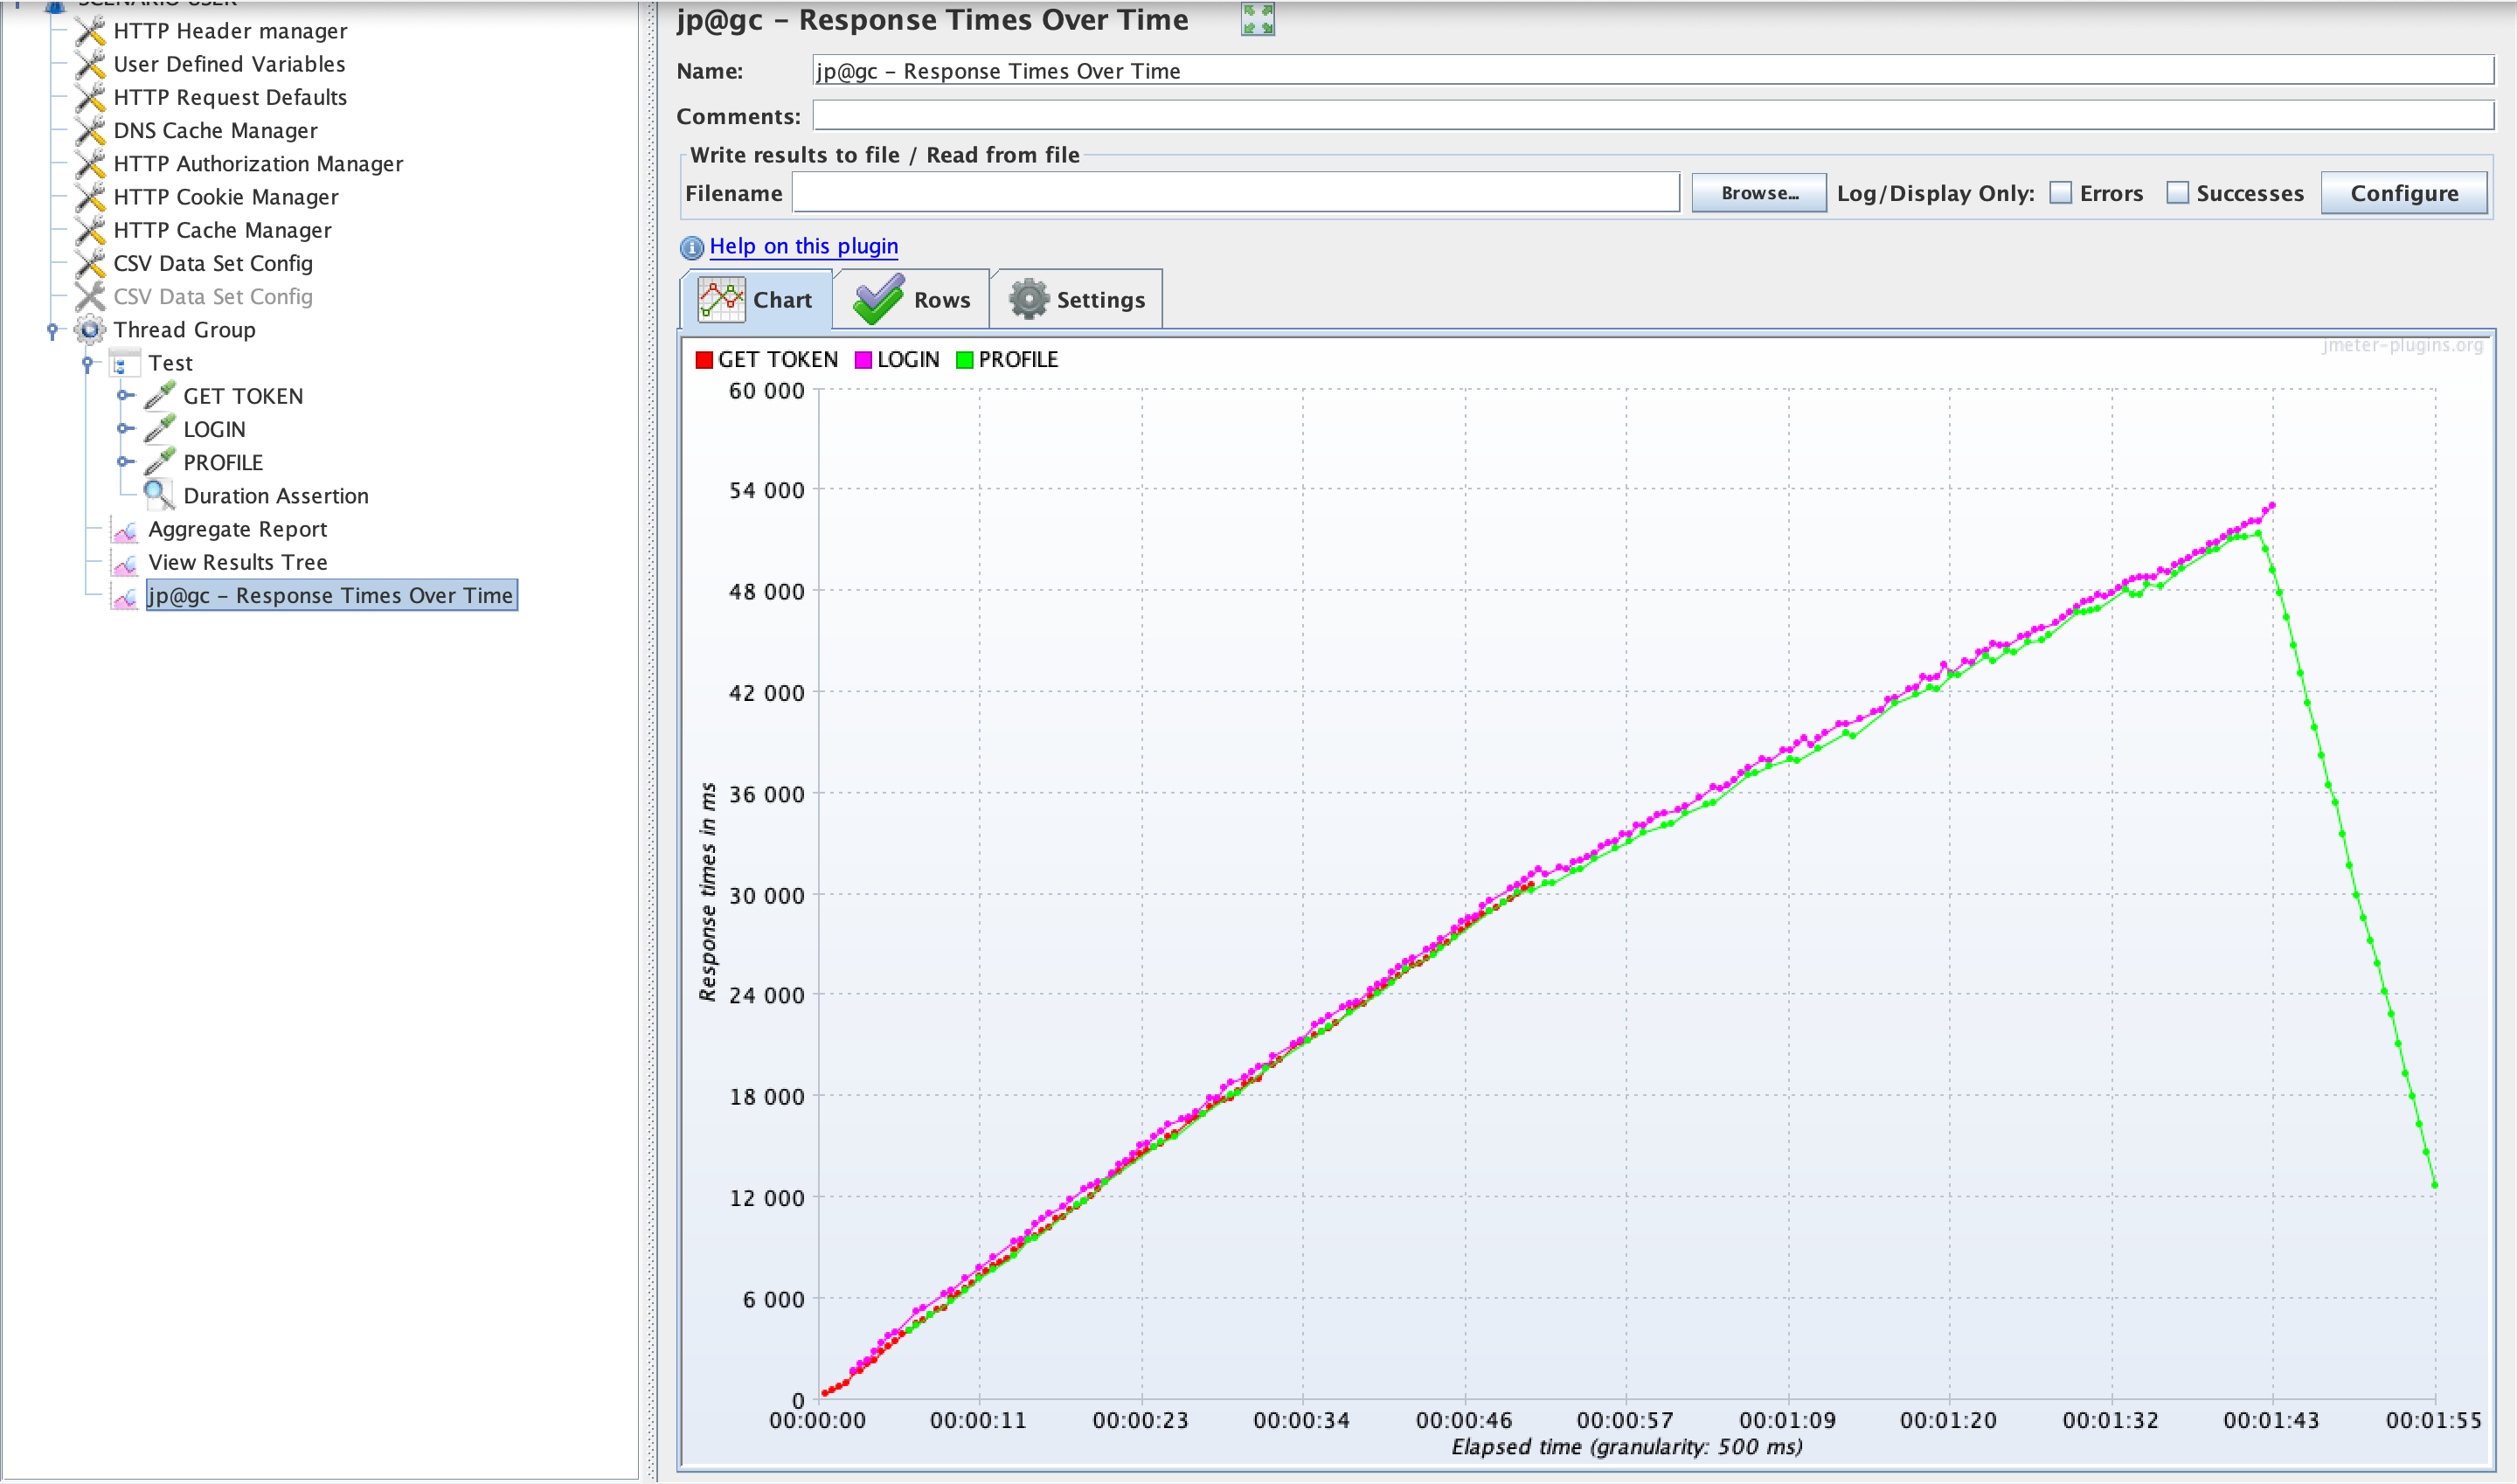 SCENARIO USER
HTTP Header manager
User Defined Variables
HTTP Request Defaults
DNS Cache Manager
HTTP Authorization Manager
HTTP Cookie Manager
HTTP Cache Manager
CSV Data Set Config
CSV Data Set Config
Thread Group
Test
GET TOKEN
LOGIN
PROFILE
Duration Assertion
Aggregate Report
View Results Tree
jp@gc - Response Times Over Time
jp@gc - Response Times Over Time
Name: jp@gc - Response Times Over Time
Comments:
Write results to file / Read from file
Filename Browse... Log/Display Only: Errors Successes Configure
Help on this plugin
Chart Rows Settings
jmeter-plugins.org
GET TOKEN LOGIN PROFILE
60 000
54 000
48 000
42 000
36 000
30 000
24 000
18 000
12 000
6 000
0
Response times in ms
00:00:00 00:00:11 00:00:23 00:00:34 00:00:46 00:00:57 00:01:09 00:01:20 00:01:32 00:01:43 00:01:55
Elapsed time (granularity: 500 ms)